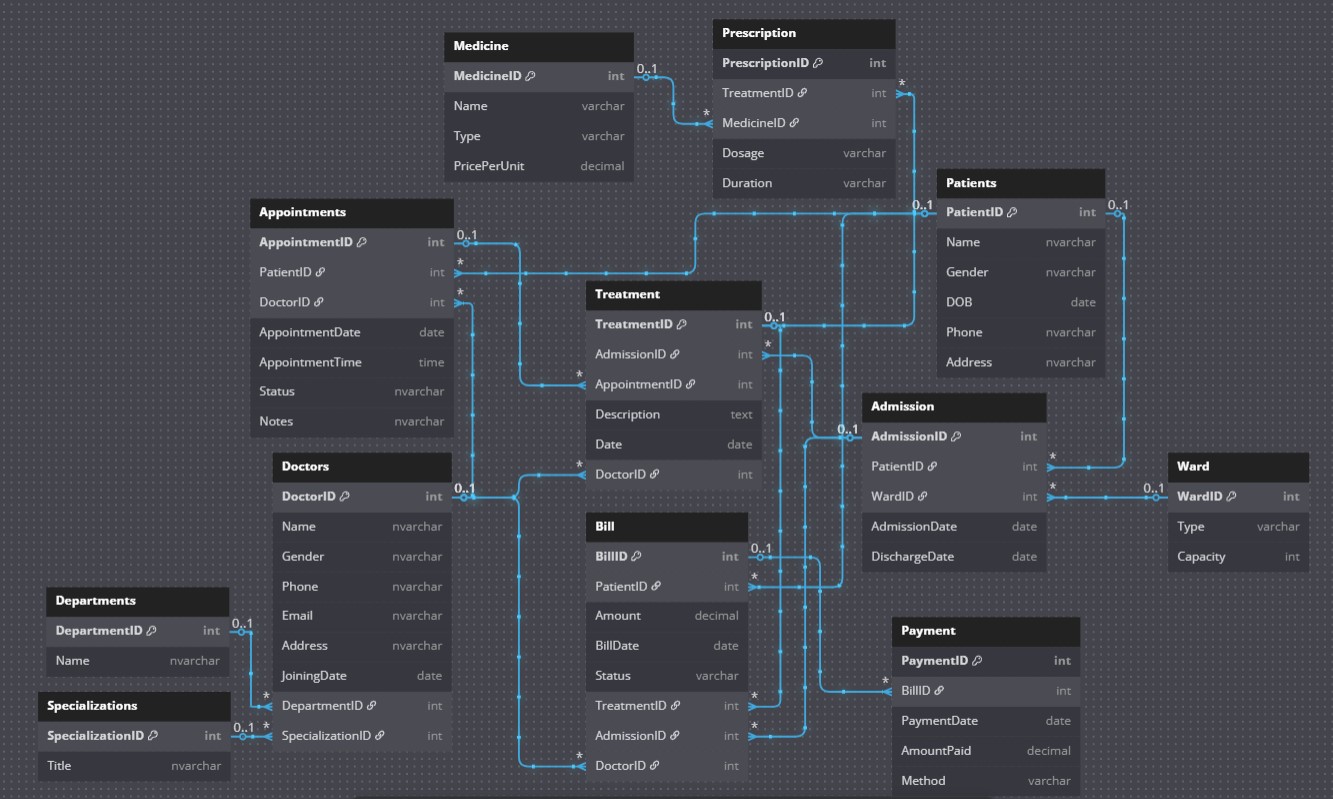 Medicine
MedicineID int
Name varchar
Type varchar
PricePerUnit decimal
0..1
*
Prescription
PrescriptionID int
TreatmentID int
MedicineID int
Dosage varchar
Duration varchar
*
0..1
Patients
PatientID int
Name nvarchar
Gender nvarchar
DOB date
Phone nvarchar
Address nvarchar
0..1
Appointments
AppointmentID int
PatientID int
DoctorID int
AppointmentDate date
AppointmentTime time
Status nvarchar
Notes nvarchar
0..1
*
*
Treatment
TreatmentID int
AdmissionID int
AppointmentID int
Description text
Date date
DoctorID int
0..1
*
*
*
Admission
AdmissionID int
PatientID int
WardID int
AdmissionDate date
DischargeDate date
0..1
*
*
Ward
WardID int
Type varchar
Capacity int
0..1
Doctors
DoctorID int
Name nvarchar
Gender nvarchar
Phone nvarchar
Email nvarchar
Address nvarchar
JoiningDate date
DepartmentID int
SpecializationID int
0..1
*
*
Bill
BillID int
PatientID int
Amount decimal
BillDate date
Status varchar
TreatmentID int
AdmissionID int
DoctorID int
0..1
*
*
*
*
Departments
DepartmentID int
Name nvarchar
0..1
Specializations
SpecializationID int
Title nvarchar
0..1
Payment
PaymentID int
BillID int
PaymentDate date
AmountPaid decimal
Method varchar
*